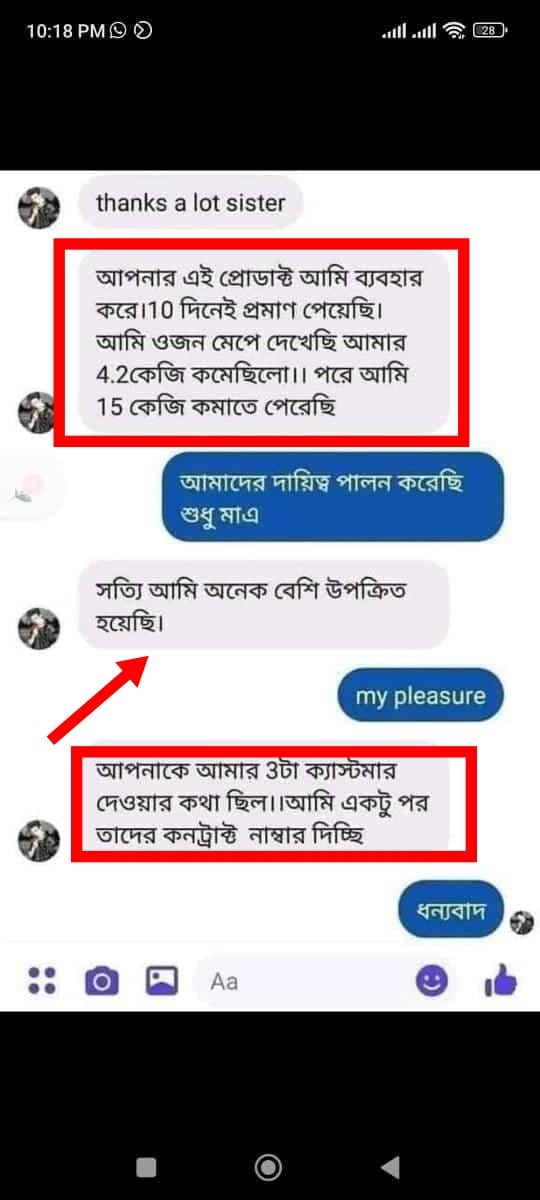 10:18 PM
28
thanks a lot sister
আপনার এই প্রোডাক্ট আমি ব্যবহার
করে।10 দিনেই প্রমাণ পেয়েছি।
আমি ওজন মেপে দেখেছি আমার
4.2কেজি কমেছিলো।। পরে আমি
15 কেজি কমাতে পেরেছি
আমাদের দায়িত্ব পালন করেছি
শুধু মাএ
সত্যি আমি অনেক বেশি উপক্রিত
হয়েছি।
my pleasure
আপনাকে আমার 3টা ক্যাস্টমার
দেওয়ার কথা ছিল।।আমি একটু পর
তাদের কনট্রাক্ট নাম্বার দিচ্ছি
ধন্যবাদ
Aa